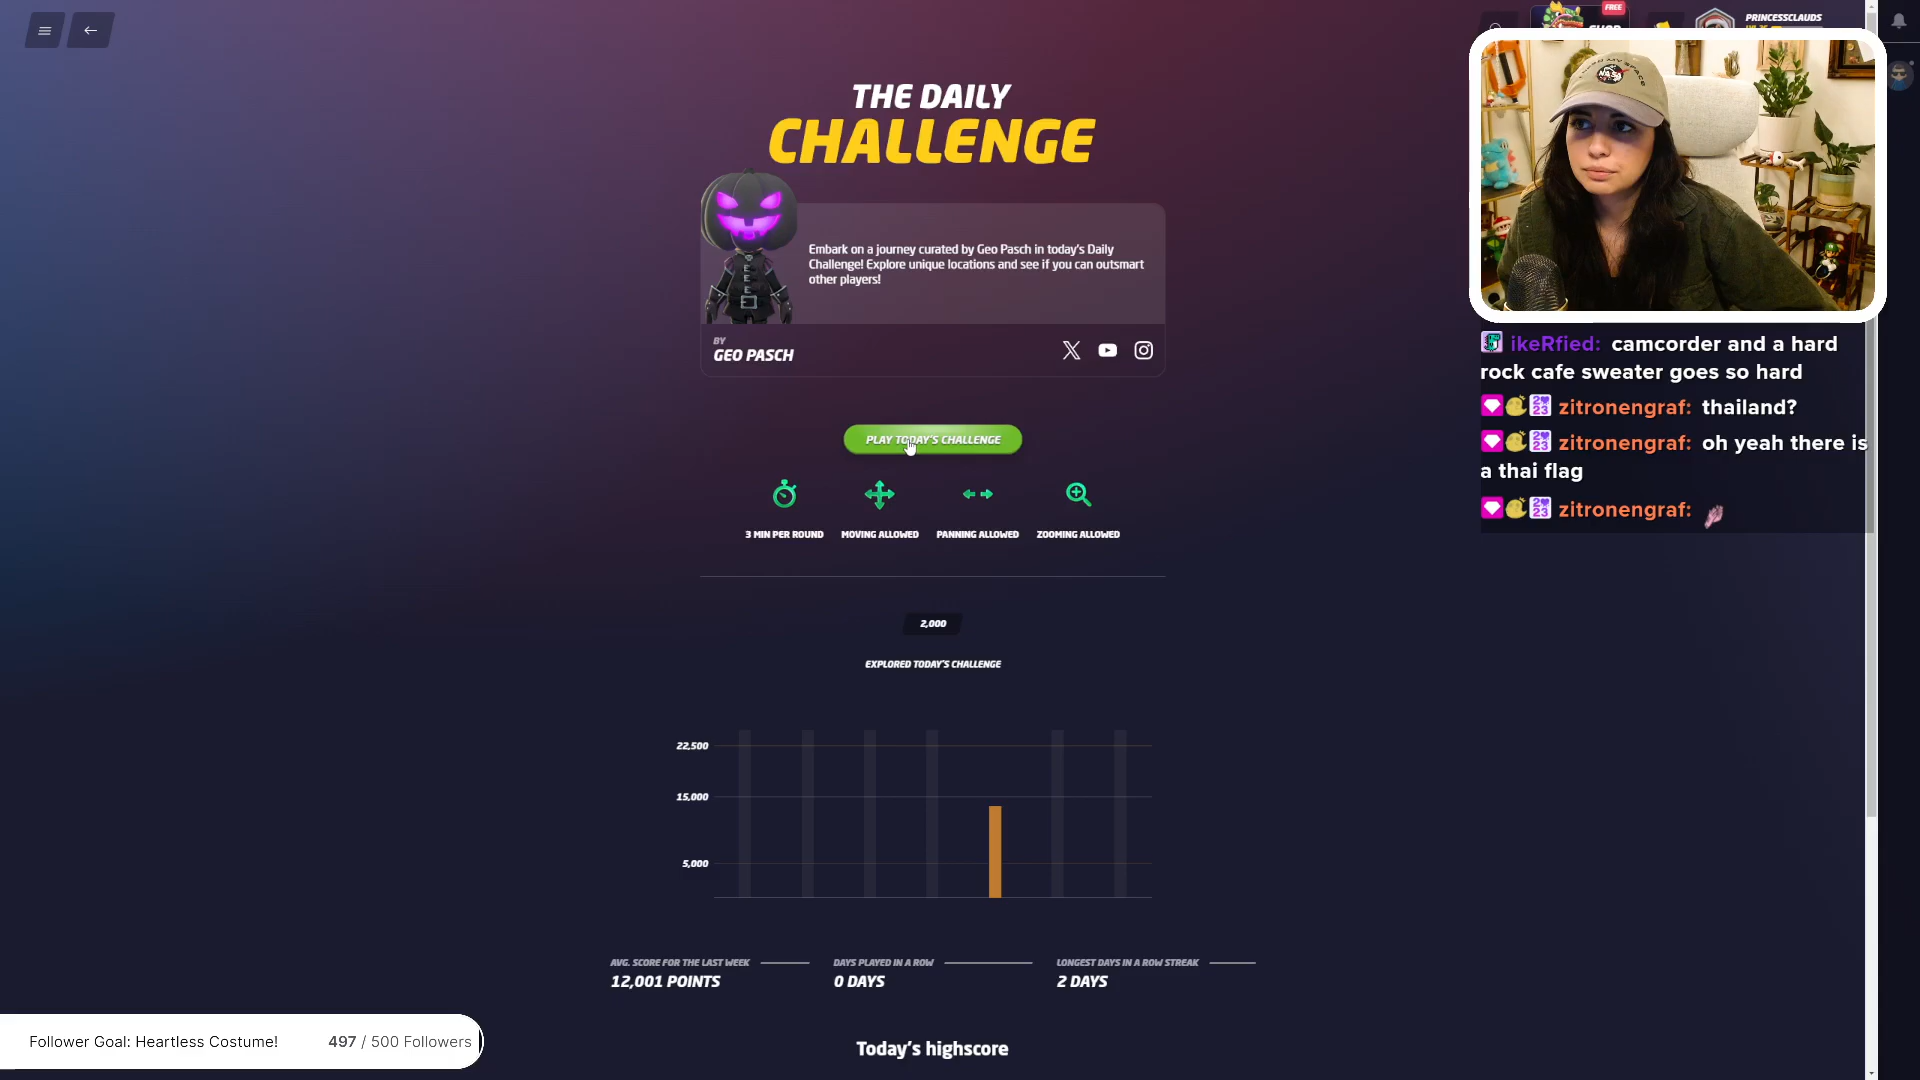 FREE
PRINCESSCLAUDS
THE DAILY
CHALLENGE
NASA
Embark on a journey curated by Geo Pasch in today's Daily
Challenge! Explore unique locations and see if you can outsmart
other players!
BY
GEO PASCH
ikeRfied: camcorder and a hard
rock cafe sweater goes so hard
zitronengraf: thailand?
zitronengraf: oh yeah there is
a thai flag
zitronengraf:
PLAY TODAY'S CHALLENGE
3 MIN PER ROUND
MOVING ALLOWED
PANNING ALLOWED
ZOOMING ALLOWED
2,000
EXPLORED TODAY'S CHALLENGE
22,500
15,000
5,000
AVG. SCORE FOR THE LAST WEEK
12,001 POINTS
DAYS PLAYED IN A ROW
0 DAYS
LONGEST DAYS IN A ROW STREAK
2 DAYS
Follower Goal: Heartless Costume!
497 / 500 Followers
Today's highscore